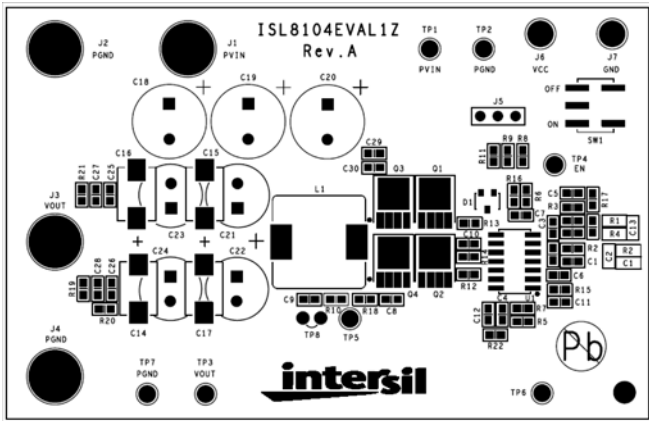 ISL8104EVAL1Z
Rev.A
J2
PGND
J1
PVIN
TP1
PVIN
TP2
PGND
J6
VCC
J7
GND
C18
C19
C20
OFF
ON
SW1
J5
R11
R9
R8
TP4
EN
C29
C30
Q3
Q1
D1
R16
R6
C7
C5
R3
R17
C16
C15
R21
C27
C25
L1
J3
VOUT
C23
C21
R13
C3
R1
R4
C13
C24
C22
C10
R14
R12
R2
C1
C2
R2
C1
C28
C26
R19
R20
C6
R15
C11
C14
C17
C9
R10
R18
C8
Q4
Q2
U1
C4
C12
R7
R5
R22
TP8
TP5
J4
PGND
TP7
PGND
TP3
VOUT
intersil
Pb
TP6